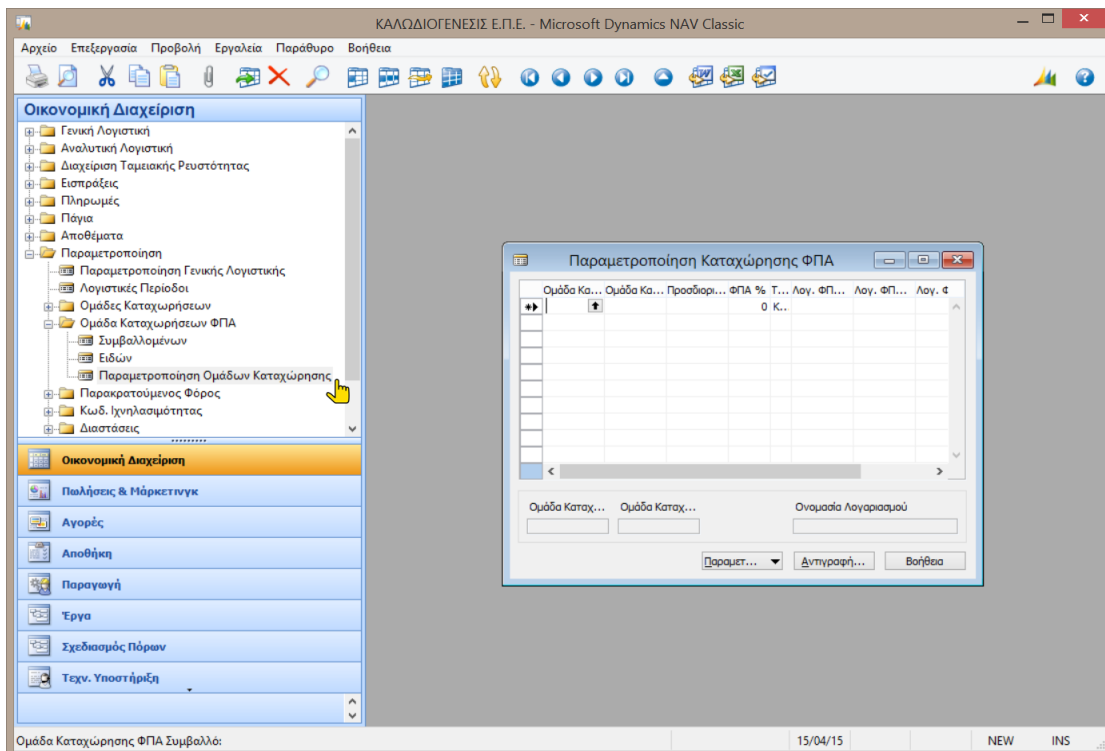 ΚΑΛΩΔΙΟΓΕΝΕΣΙΣ Ε.Π.Ε. - Microsoft Dynamics NAV Classic
Αρχείο Επεξεργασία Προβολή Εργαλεία Παράθυρο Βοήθεια
Οικονομική Διαχείριση
Γενική Λογιστική
Αναλυτική Λογιστική
Διαχείριση Ταμειακής Ρευστότητας
Εισπράξεις
Πληρωμές
Πάγια
Αποθέματα
Παραμετροποίηση
Παραμετροποίηση Γενικής Λογιστικής
Λογιστικές Περίοδοι
Ομάδες Καταχωρήσεων
Ομάδα Καταχωρήσεων ΦΠΑ
Συμβαλλομένων
Ειδών
Παραμετροποίηση Ομάδων Καταχώρησης
Παρακρατούμενος Φόρος
Κωδ. Ιχνηλασιμότητας
Διαστάσεις
Οικονομική Διαχείριση
Πωλήσεις & Μάρκετινγκ
Αγορές
Αποθήκη
Παραγωγή
Έργα
Σχεδιασμός Πόρων
Τεχν. Υποστήριξη
Παραμετροποίηση Καταχώρησης ΦΠΑ
Ομάδα Κα... Ομάδα Κα... Προσδιορι... ΦΠΑ % Τ... Λογ. ΦΠ... Λογ. ΦΠ... Λογ. Φ
0 Κ...
Ομάδα Καταχ... Ομάδα Καταχ... Ονομασία Λογαριασμού
Παραμετ... Αντιγραφή... Βοήθεια
Ομάδα Καταχώρησης ΦΠΑ Συμβαλλό: 15/04/15 NEW INS